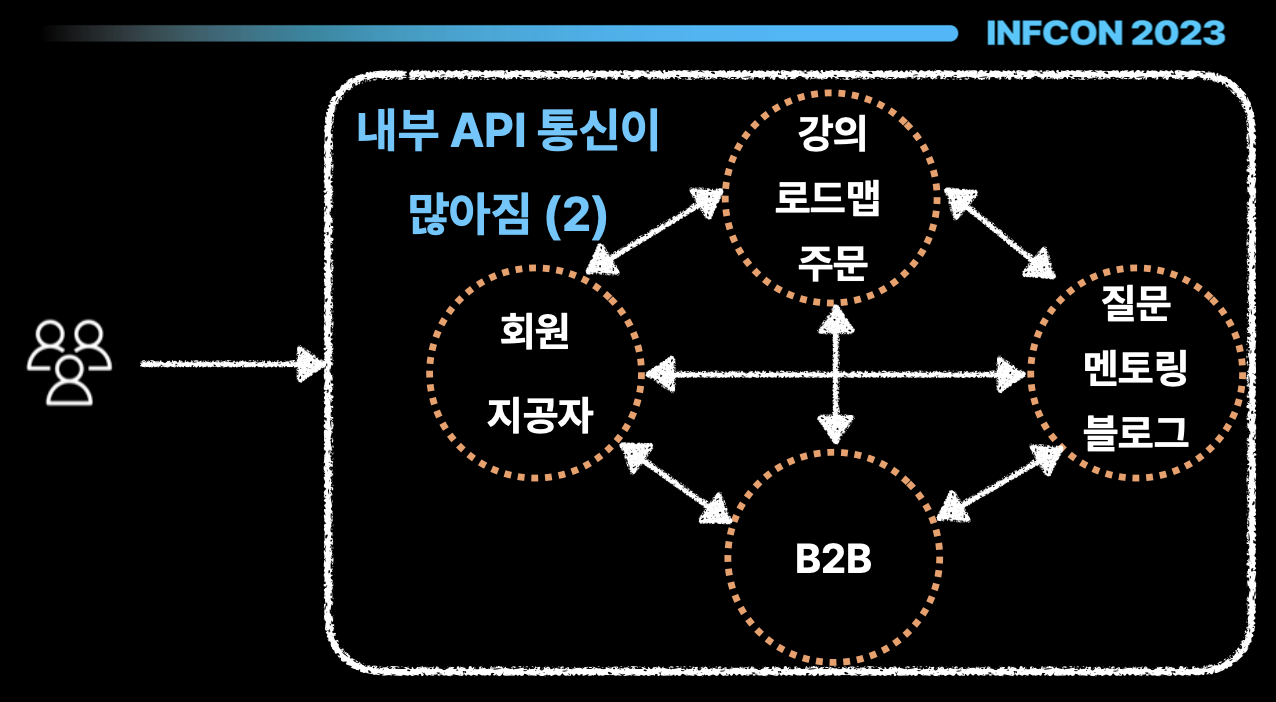 INFCON 2023
내부 API 통신이
많아짐 (2)
강의
로드맵
주문
회원
지공자
질문
멘토링
블로그
B2B